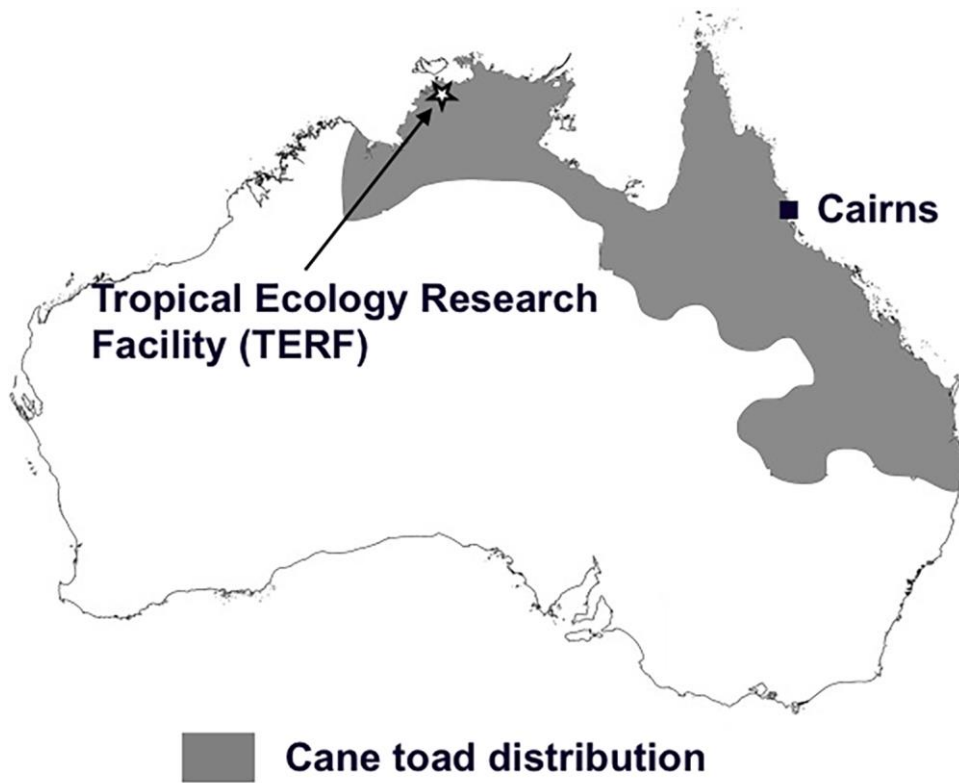 Cairns
Tropical Ecology Research
Facility (TERF)
Cane toad distribution